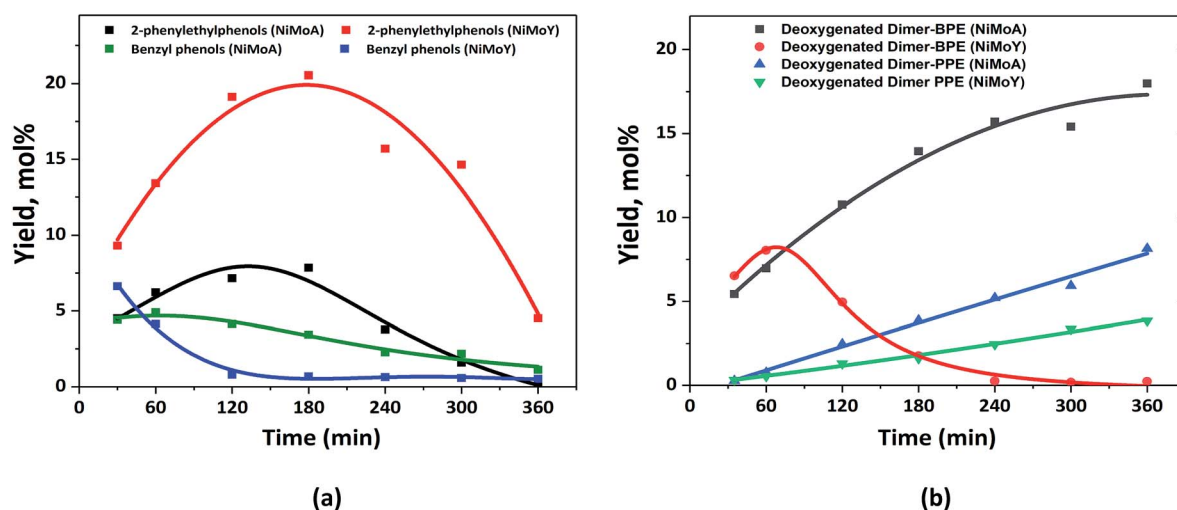 2-phenylethylphenols (NiMoA)
2-phenylethylphenols (NiMoY)
Benzyl phenols (NiMoA)
Benzyl phenols (NiMoY)
Yield, mol%
20
15
10
5
0
0 60 120 180 240 300 360
Time (min)
(a)
Deoxygenated Dimer-BPE (NiMoA)
Deoxygenated Dimer-BPE (NiMoY)
Deoxygenated Dimer-PPE (NiMoA)
Deoxygenated Dimer PPE (NiMoY)
Yield, mol%
20
15
10
5
0
0 60 120 180 240 300 360
Time (min)
(b)